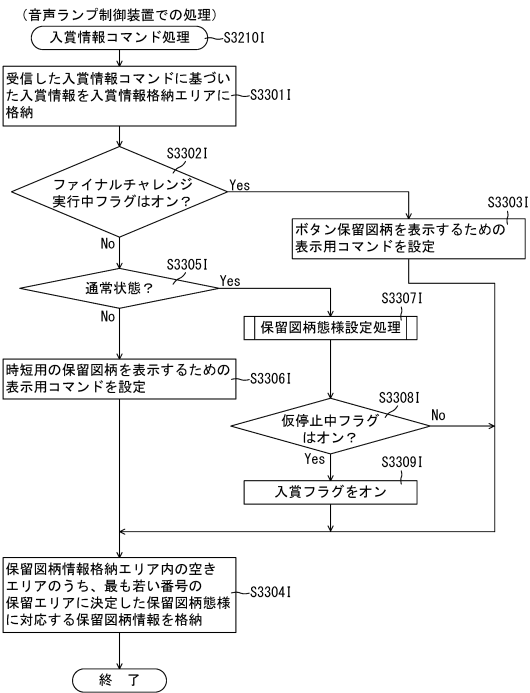 (音声ランプ制御装置での処理)
入賞情報コマンド処理
S3210I
受信した入賞情報コマンドに基づい
た入賞情報を入賞情報格納エリアに
格納
S3301I
S3302I
ファイナルチャレンジ
実行中フラグはオン?
Yes
No
S3303I
ボタン保留図柄を表示するための
表示用コマンドを設定
S3305I
通常状態?
Yes
No
S3307I
保留図柄態様設定処理
時短用の保留図柄を表示するための
表示用コマンドを設定
S3306I
S3308I
仮停止中フラグ
はオン?
No
Yes
S3309I
入賞フラグをオン
保留図柄情報格納エリア内の空き
エリアのうち、最も若い番号の
保留エリアに決定した保留図柄態様
に対応する保留図柄情報を格納
S3304I
終 了